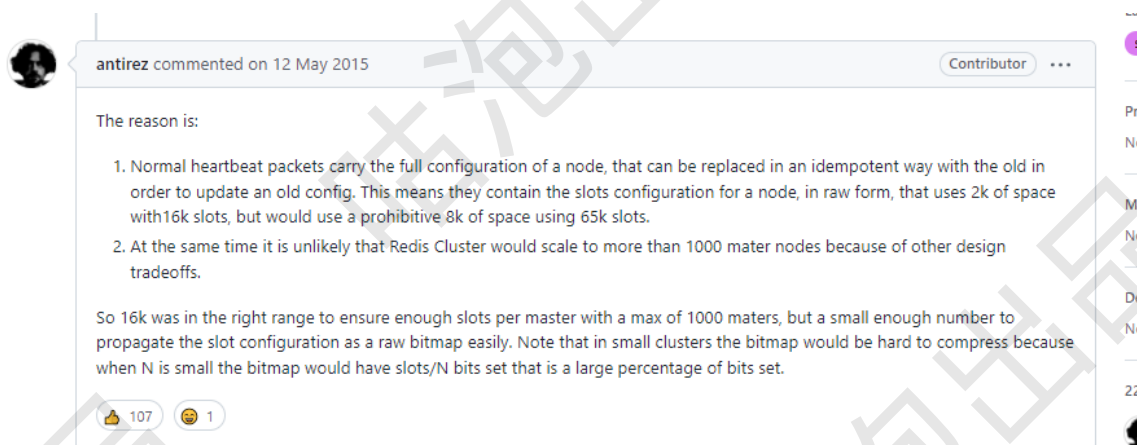 antirez commented on 12 May 2015
Contributor
The reason is:
1. Normal heartbeat packets carry the full configuration of a node, that can be replaced in an idempotent way with the old in
order to update an old config. This means they contain the slots configuration for a node, in raw form, that uses 2k of space
with16k slots, but would use a prohibitive 8k of space using 65k slots.
2. At the same time it is unlikely that Redis Cluster would scale to more than 1000 mater nodes because of other design
tradeoffs.
So 16k was in the right range to ensure enough slots per master with a max of 1000 maters, but a small enough number to
propagate the slot configuration as a raw bitmap easily. Note that in small clusters the bitmap would be hard to compress because
when N is small the bitmap would have slots/N bits set that is a large percentage of bits set.
107
1
咕泡出品
22